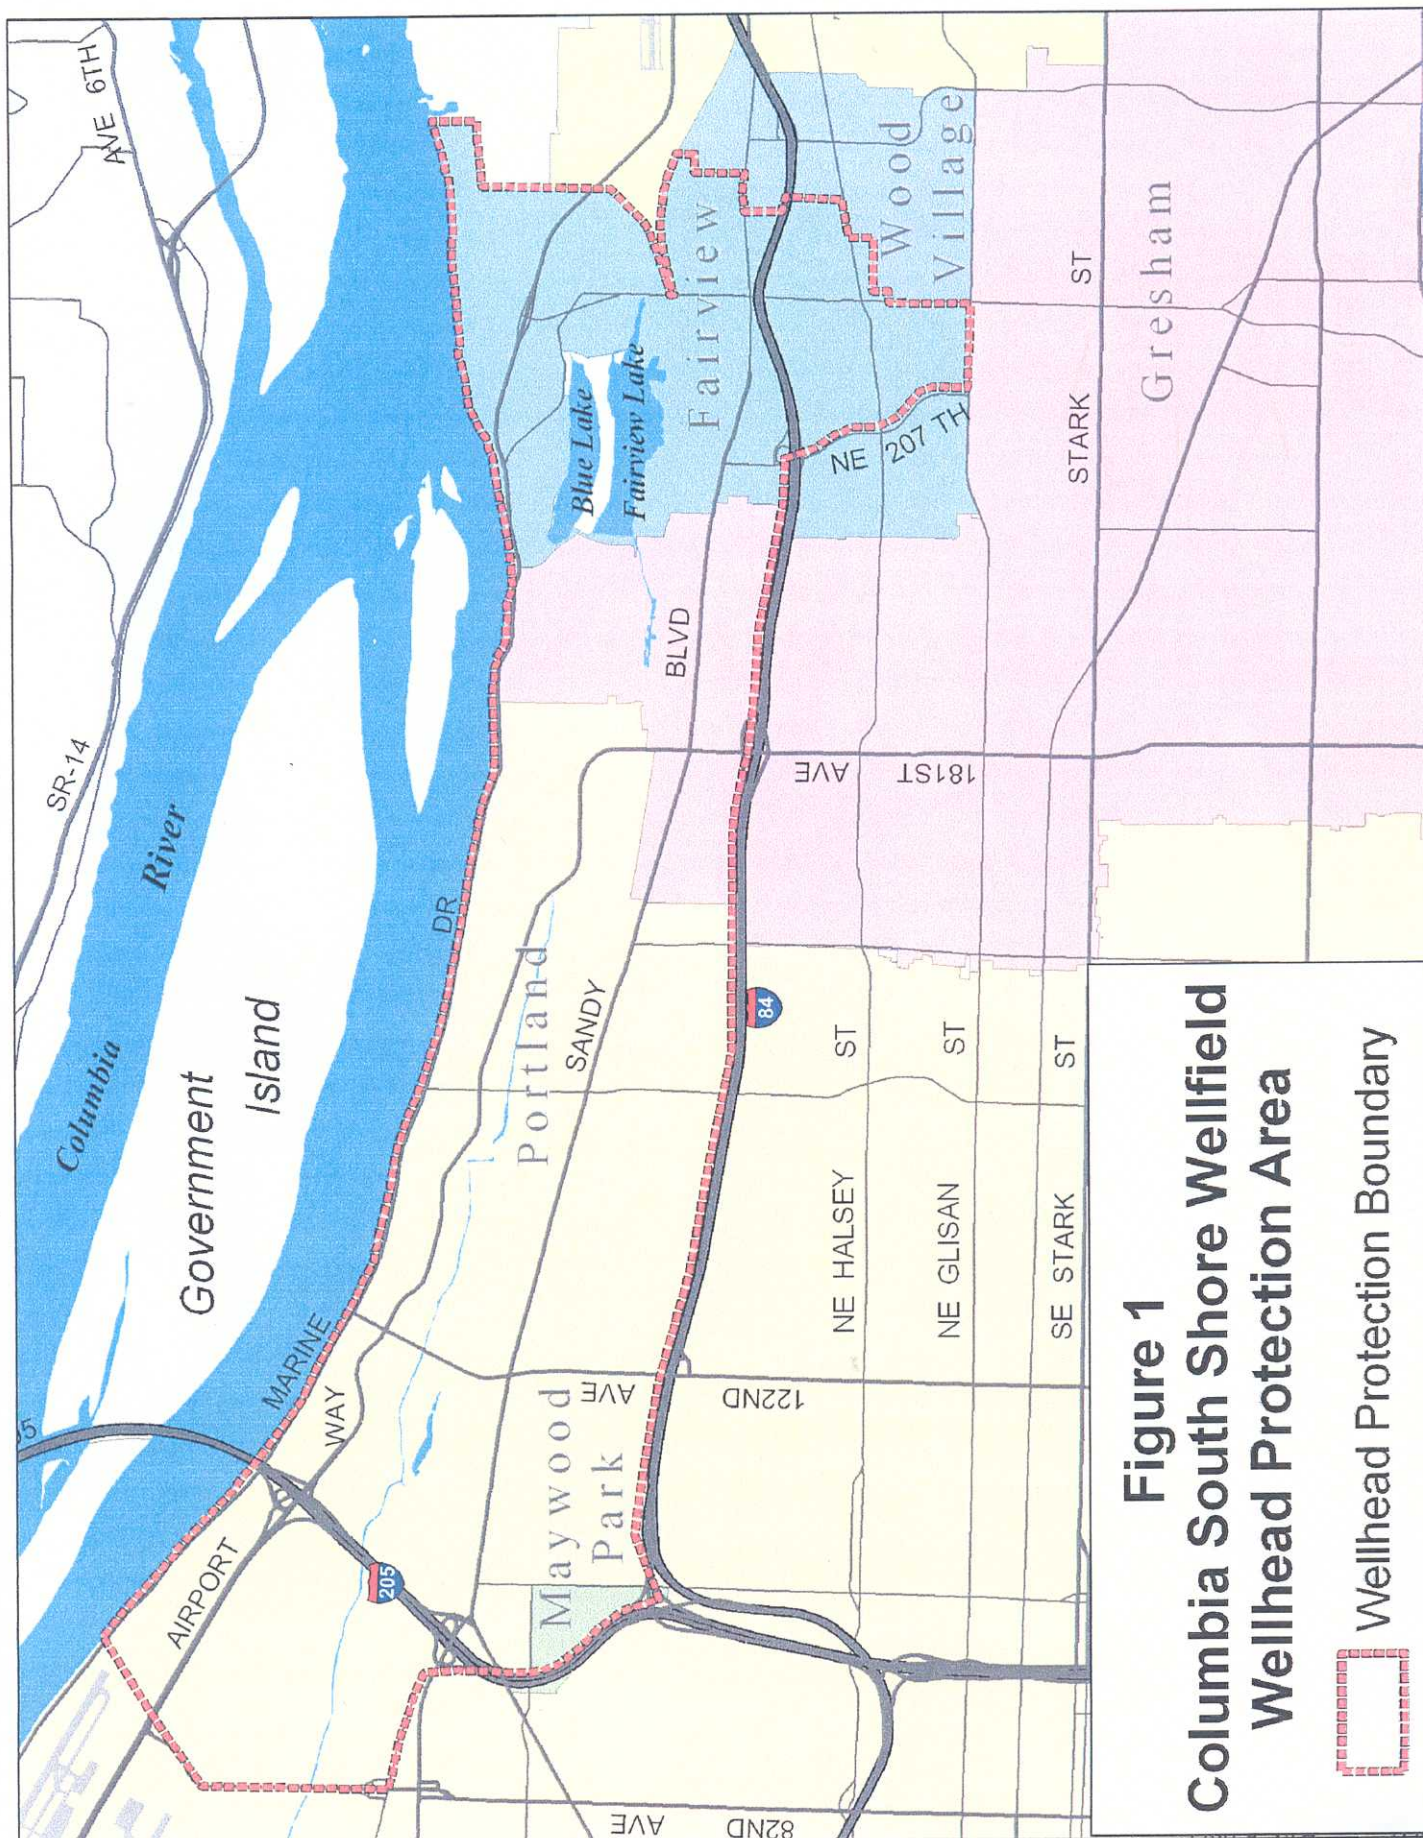 AVE 6TH
SR-14
Columbia
River
Government
Island
MARINE
DR
AIRPORT
WAY
205
Portland
SANDY
BLVD
Blue Lake
Fairview Lake
Fairview
Wood
Village
Gresham
Maywood
Park
84
122ND
AVE
82ND
AVE
181ST
AVE
NE 207 TH
NE HALSEY
ST
NE GLISAN
ST
SE STARK
ST
STARK
ST
Figure 1
Columbia South Shore Wellfield
Wellhead Protection Area
Wellhead Protection Boundary